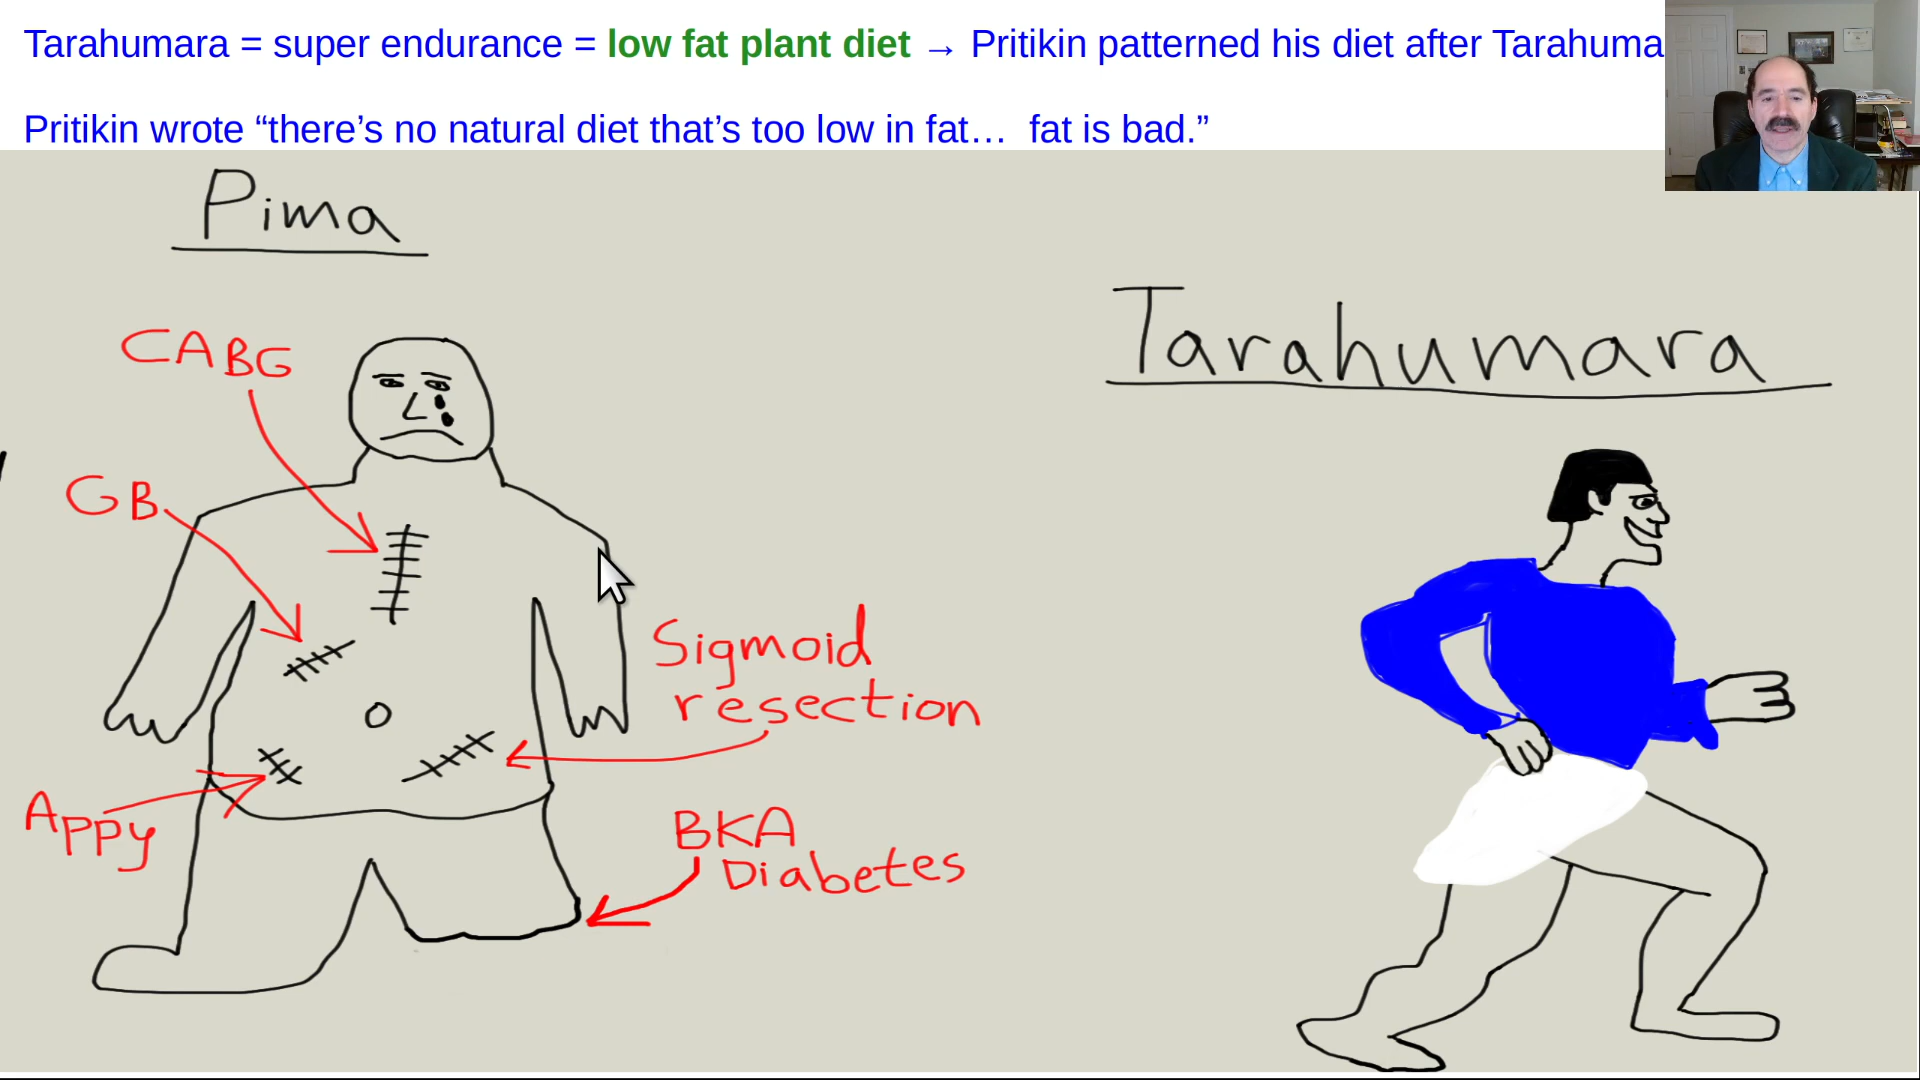 Tarahumara = super endurance = low fat plant diet → Pritikin patterned his diet after Tarahuma
Pritikin wrote “there’s no natural diet that’s too low in fat… fat is bad.”
Pima
Tarahumara
CABG
GB
Sigmoid
resection
Appy
BKA
Diabetes